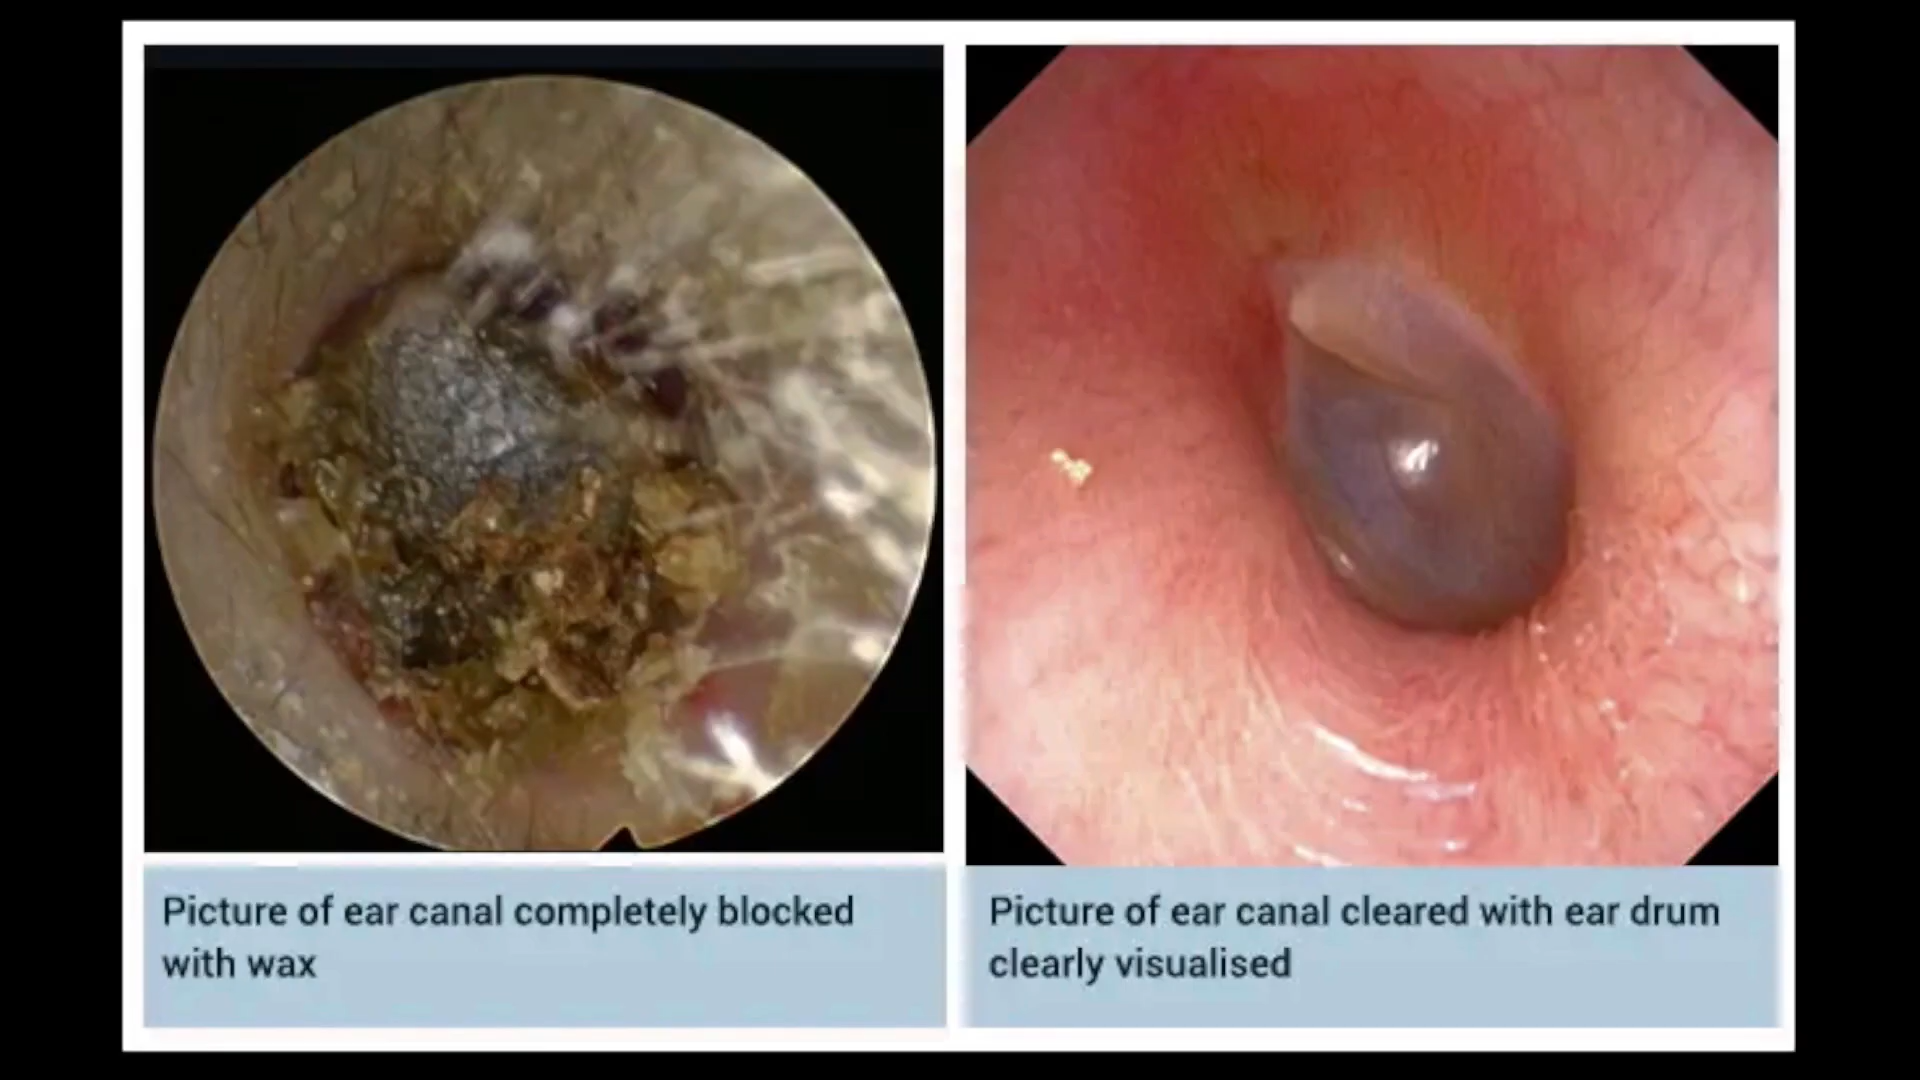 Picture of ear canal completely blocked
with wax
Picture of ear canal cleared with ear drum
clearly visualised